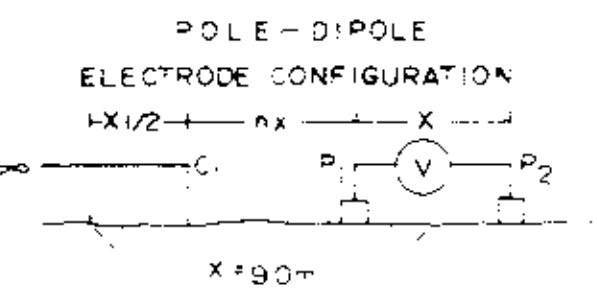 POLE-DIPOLE
ELECTRODE CONFIGURATION
X/2 nx X
∞ C₁ P₁ V P₂
X = 90m